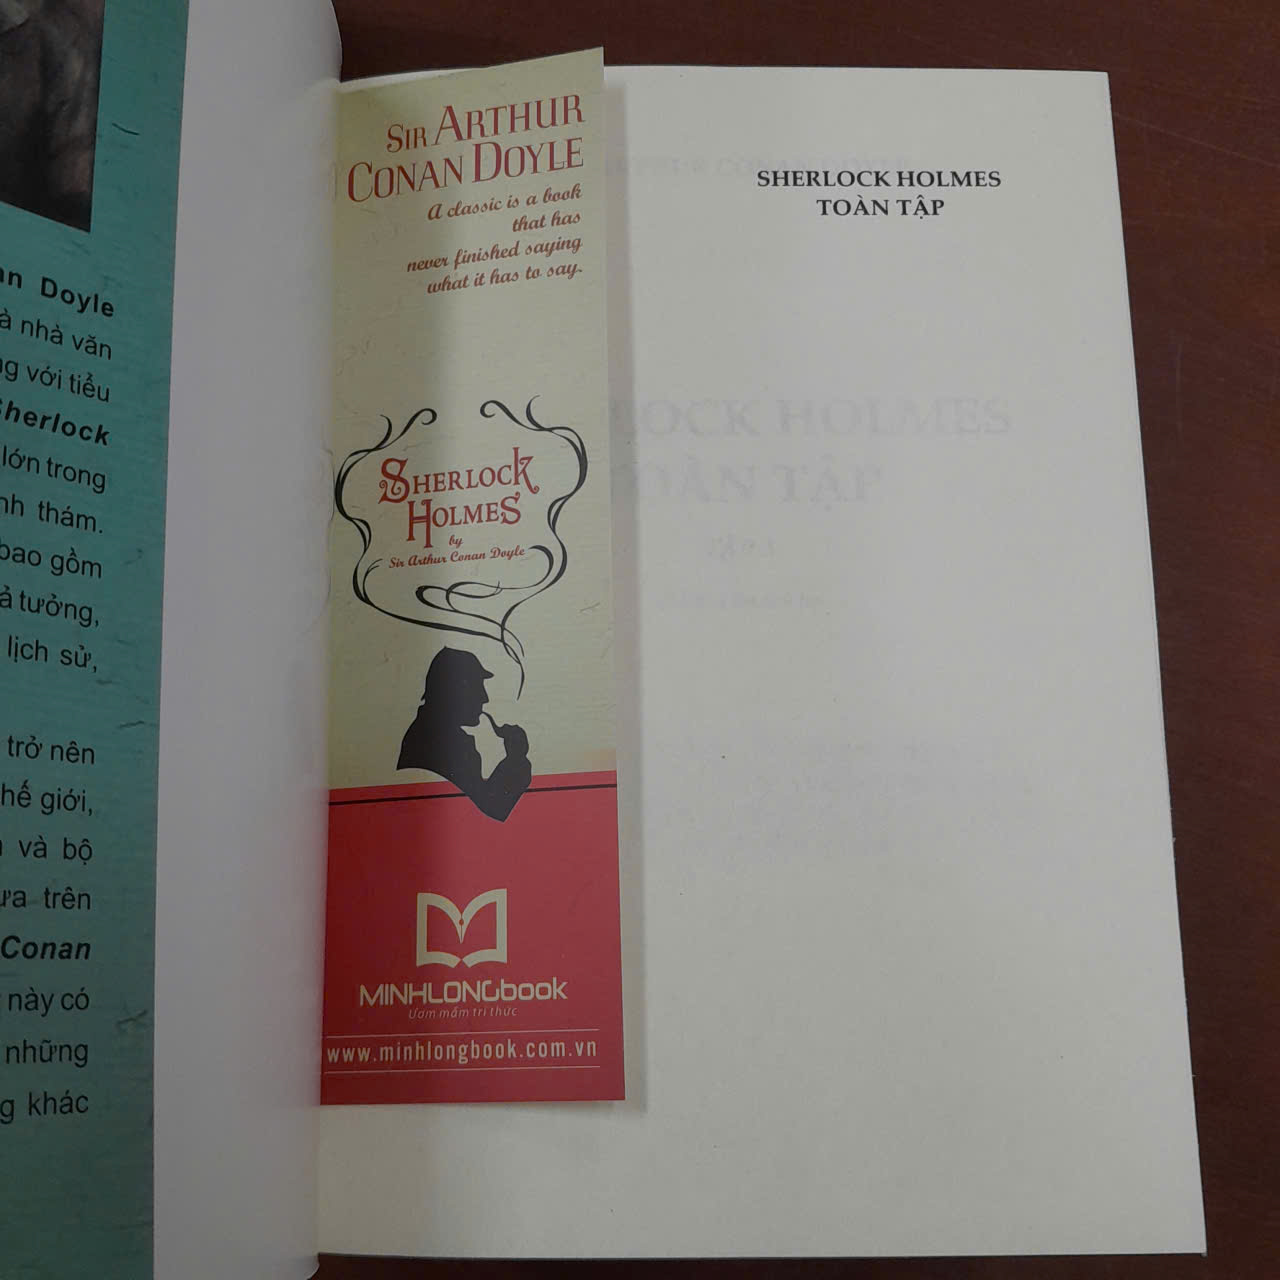 Doyle
nhà văn
với tiểu
Sherlock
lớn trong
thám.
bao gồm
tưởng,
lịch sử,
trở nên
giới,
và bộ
trên
Conan
này có
những
khác
SIR ARTHUR
CONAN DOYLE
A classic is a book
that has
never finished saying
what it has to say.
SHERLOCK
HOLMES
by
Sir Arthur Conan Doyle
MINHLONGbook
Ươm mầm tri thức
www.minhlongbook.com.vn
SHERLOCK HOLMES
TOÀN TẬP